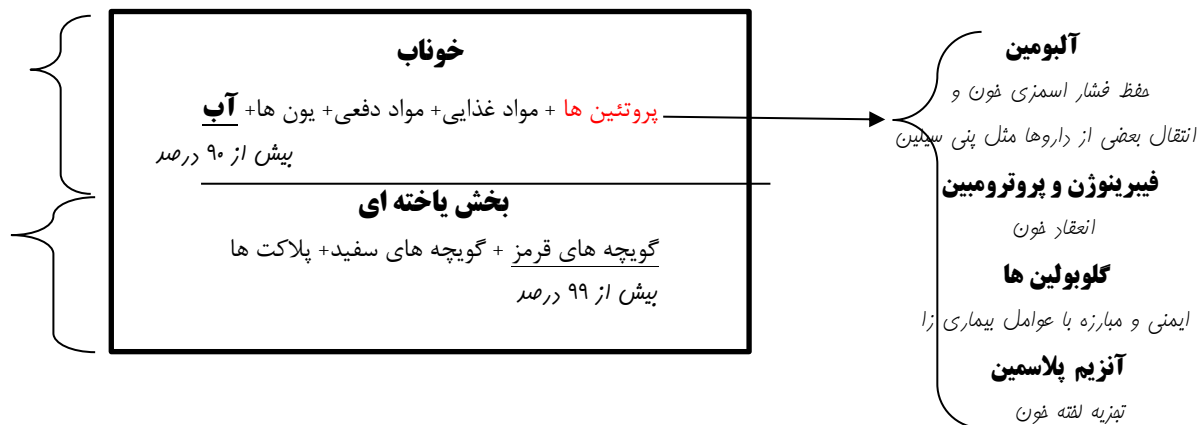 خوناب
پروتئین ها + مواد غذایی+ مواد دفعی+ یون ها+ آب
بیش از ۹۰ درصد
بخش یاخته ای
گویچه های قرمز + گویچه های سفید+ پلاکت ها
بیش از ۹۹ درصد
آلبومین
حفظ فشار اسمزی خون و
انتقال بعضی از داروها مثل پنی سیلین
فیبرینوژن و پروترومبین
انعقاد خون
گلوبولین ها
ایمنی و مبارزه با عوامل بیماری زا
آنزیم پلاسمین
تجزیه لخته خون